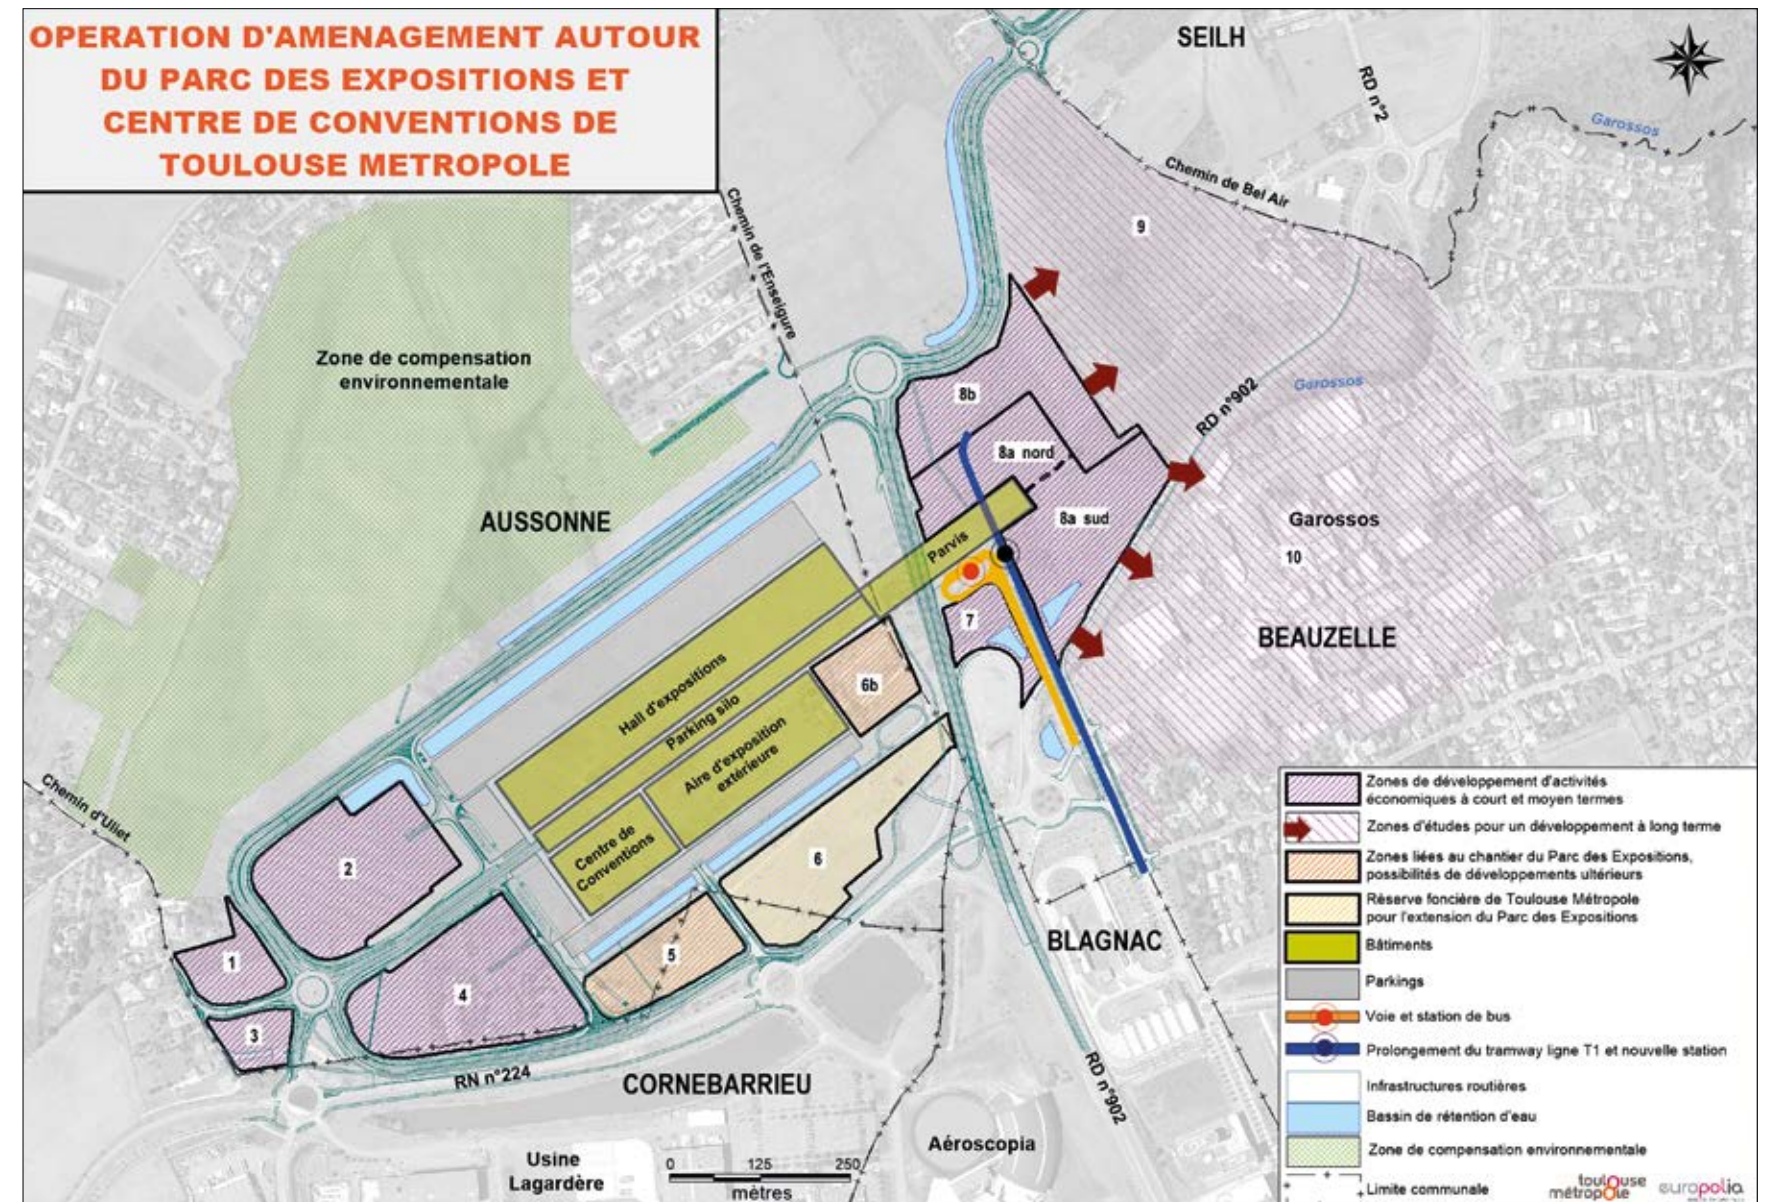 OPERATION D'AMENAGEMENT AUTOUR
DU PARC DES EXPOSITIONS ET
CENTRE DE CONVENTIONS DE
TOULOUSE METROPOLE
SEILH
RD n°2
Garossos
Chemin de Bel Air
Chemin de l'Enseigure
9
Zone de compensation
environnementale
8b
Garossos
RD n°902
8a nord
AUSSONNE
8a sud
Garossos
10
Parvis
7
BEAUZELLE
Hall d'expositions
6b
Parking silo
Aire d'exposition
extérieure
Chemin d'Uliet
Centre de
Conventions
2
6
1
4
5
BLAGNAC
3
RN n°224
CORNEBARRIEU
RD n°902
Usine
Lagardère
Aéroscopia
0 125 250
mètres
Zones de développement d'activités
économiques à court et moyen termes
Zones d'études pour un développement à long terme
Zones liées au chantier du Parc des Expositions,
possibilités de développements ultérieurs
Réserve foncière de Toulouse Métropole
pour l'extension du Parc des Expositions
Bâtiments
Parkings
Voie et station de bus
Prolongement du tramway ligne T1 et nouvelle station
Infrastructures routières
Bassin de rétention d'eau
Zone de compensation environnementale
Limite communale
toulouse
métropole
europolia